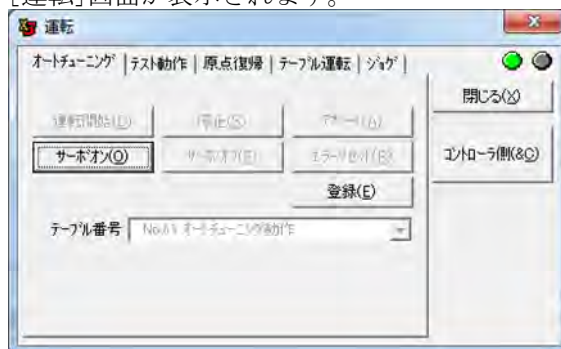 [運転]画面が表示されます。
運転
オートチューニング テスト動作 原点復帰 テーブル運転 ジョグ
閉じる(X)
運転開始(D) 停止(S) アラーム(A)
サーボオン(O) サーボオフ(F) エラーリセット(R) コントローラ側(&C)
登録(E)
テーブル番号 No.63 オートチューニング動作